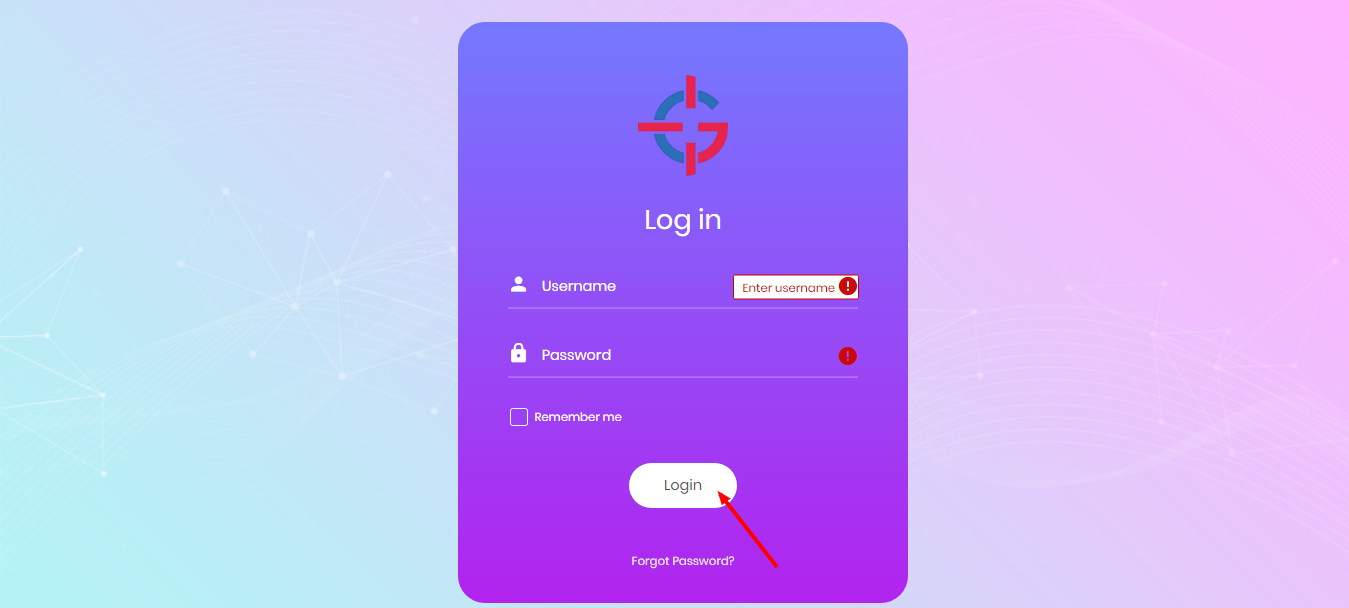 Log in
Username
Enter username
Password
Remember me
Login
Forgot Password?